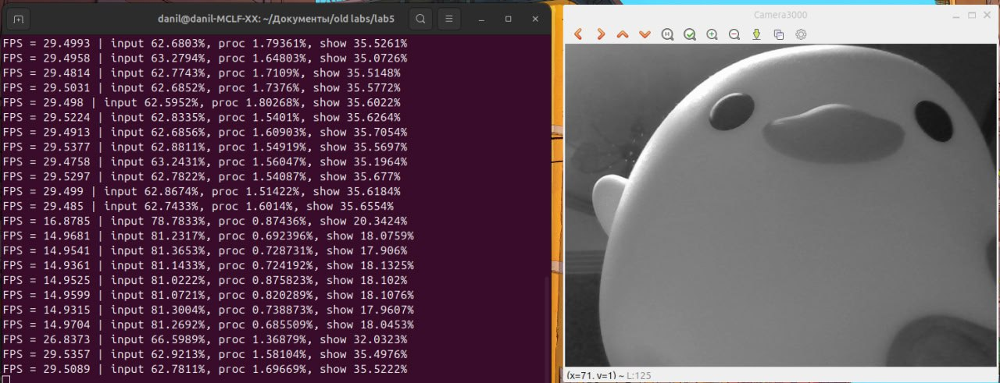 danil@danil-MCLF-XX: ~/Документы/old labs/lab5
FPS = 29.4993 | input 62.6803%, proc 1.79361%, show 35.5261%
FPS = 29.4958 | input 63.2794%, proc 1.64803%, show 35.0726%
FPS = 29.4814 | input 62.7743%, proc 1.7109%, show 35.5148%
FPS = 29.5031 | input 62.6852%, proc 1.7376%, show 35.5772%
FPS = 29.498 | input 62.5952%, proc 1.80268%, show 35.6022%
FPS = 29.5224 | input 62.8335%, proc 1.5401%, show 35.6264%
FPS = 29.4913 | input 62.6856%, proc 1.60903%, show 35.7054%
FPS = 29.5377 | input 62.8811%, proc 1.54919%, show 35.5697%
FPS = 29.4758 | input 63.2431%, proc 1.56047%, show 35.1964%
FPS = 29.5297 | input 62.7822%, proc 1.54087%, show 35.677%
FPS = 29.499 | input 62.8674%, proc 1.51422%, show 35.6184%
FPS = 29.485 | input 62.7433%, proc 1.6014%, show 35.6554%
FPS = 16.8785 | input 78.7833%, proc 0.87436%, show 20.3424%
FPS = 14.9681 | input 81.2317%, proc 0.692396%, show 18.0759%
FPS = 14.9541 | input 81.3653%, proc 0.728731%, show 17.906%
FPS = 14.9361 | input 81.1433%, proc 0.724192%, show 18.1325%
FPS = 14.9525 | input 81.0222%, proc 0.875823%, show 18.102%
FPS = 14.9599 | input 81.0721%, proc 0.820289%, show 18.1076%
FPS = 14.9315 | input 81.3004%, proc 0.738873%, show 17.9607%
FPS = 14.9704 | input 81.2692%, proc 0.685509%, show 18.0453%
FPS = 26.8373 | input 66.5989%, proc 1.36879%, show 32.0323%
FPS = 29.5357 | input 62.9213%, proc 1.58104%, show 35.4976%
FPS = 29.5089 | input 62.7811%, proc 1.69669%, show 35.5222%
Camera3000
(x=71, y=1) ~ L:125